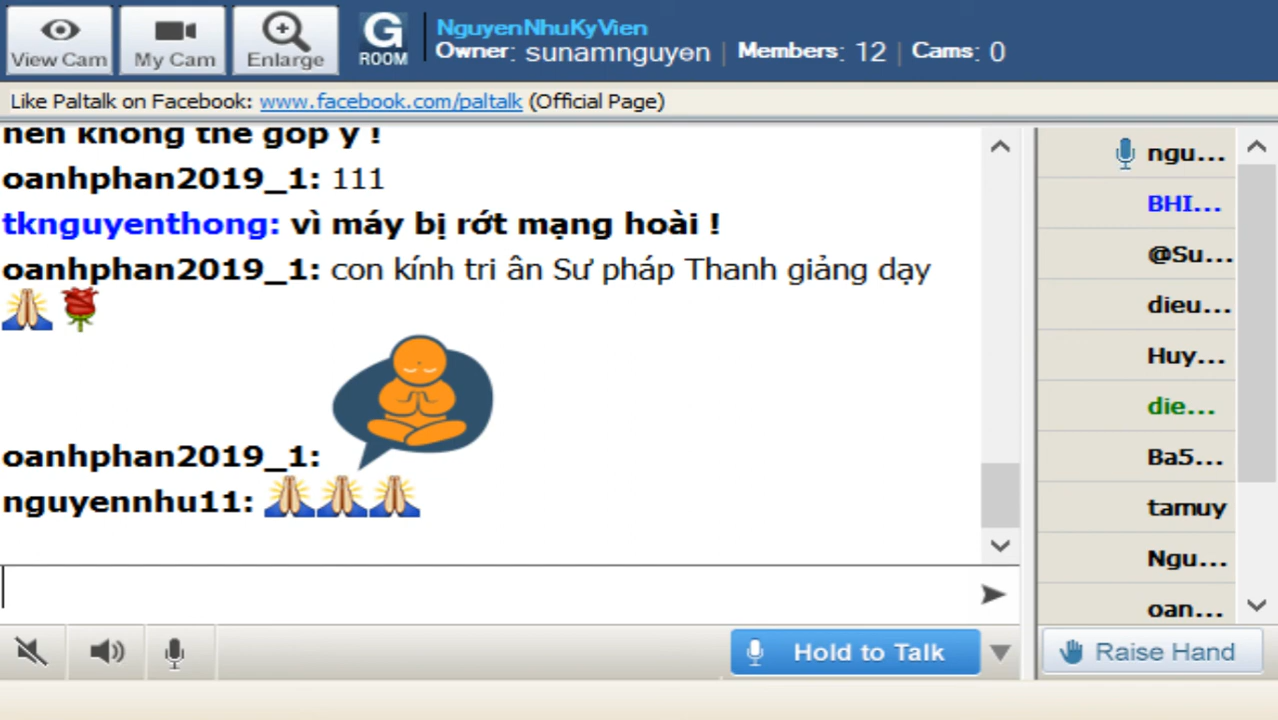 View Cam
My Cam
Enlarge
G
ROOM
NguyenNhuKyVien
Owner: sunamnguyen | Members: 12 | Cams: 0
Like Paltalk on Facebook: www.facebook.com/paltalk (Official Page)
nên không thể góp ý !
oanhphan2019_1: 111
tknguyenthong: vì máy bị rớt mạng hoài !
oanhphan2019_1: con kính tri ân Sư pháp Thanh giảng dạy
🙏🌹
oanhphan2019_1:
nguyennhu11: 🙏🙏🙏
Hold to Talk
ngu...
BHI...
@Su...
dieu...
Huy...
die...
Ba5...
tamuy
Ngu...
oan...
Raise Hand